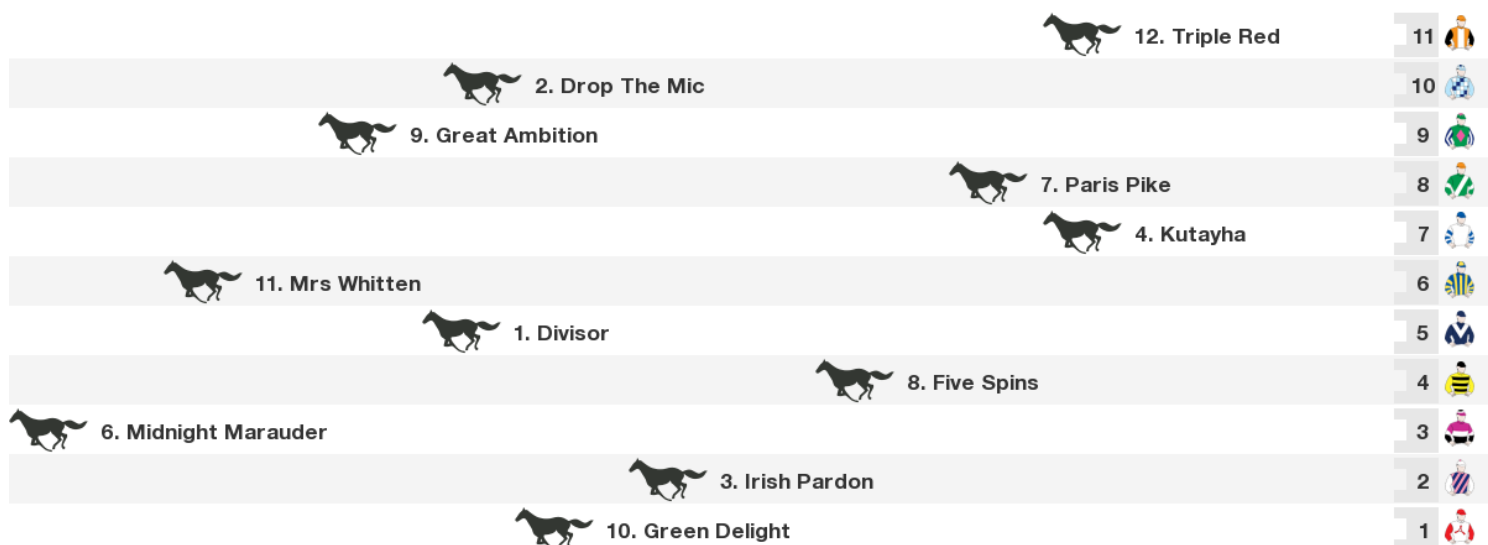 12. Triple Red 11
2. Drop The Mic 10
9. Great Ambition 9
7. Paris Pike 8
4. Kutayha 7
11. Mrs Whitten 6
1. Divisor 5
8. Five Spins 4
6. Midnight Marauder 3
3. Irish Pardon 2
10. Green Delight 1